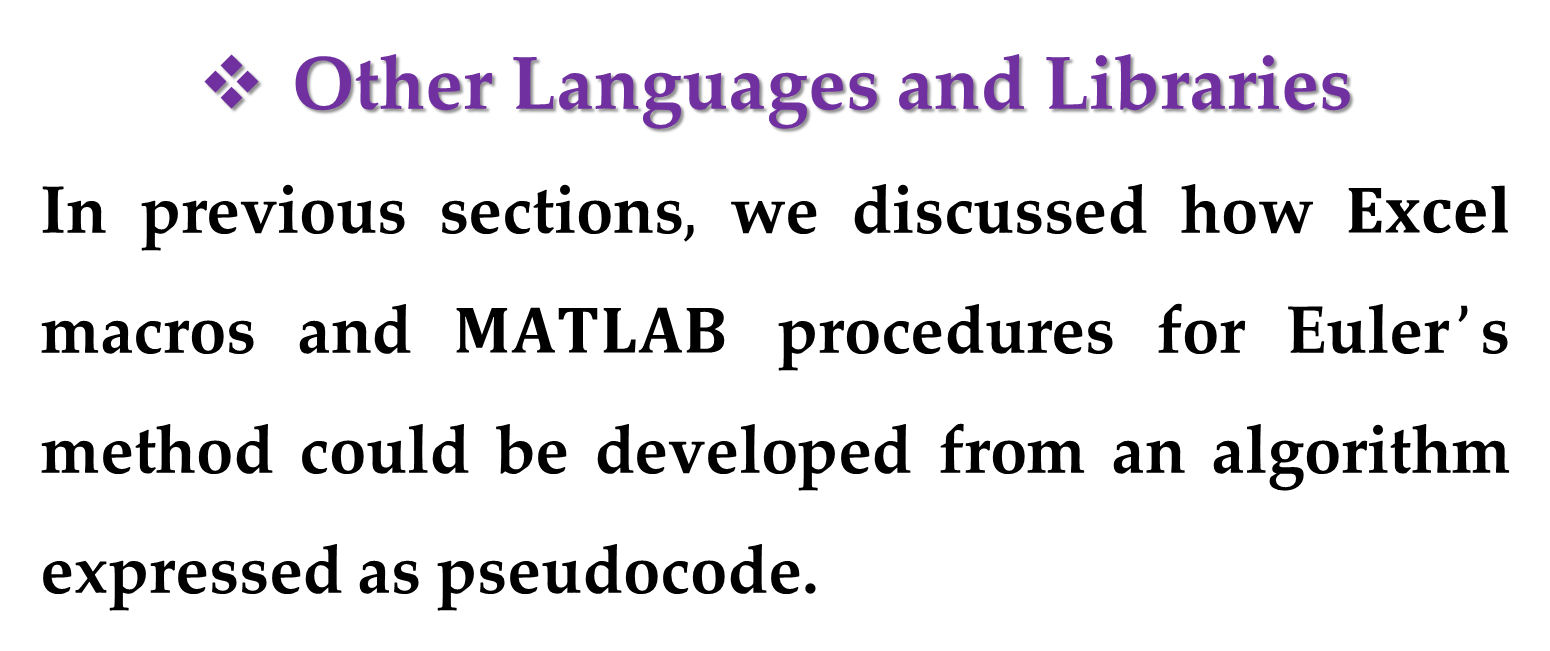 ❖ Other Languages and Libraries
In previous sections, we discussed how Excel
macros and MATLAB procedures for Euler’s
method could be developed from an algorithm
expressed as pseudocode.